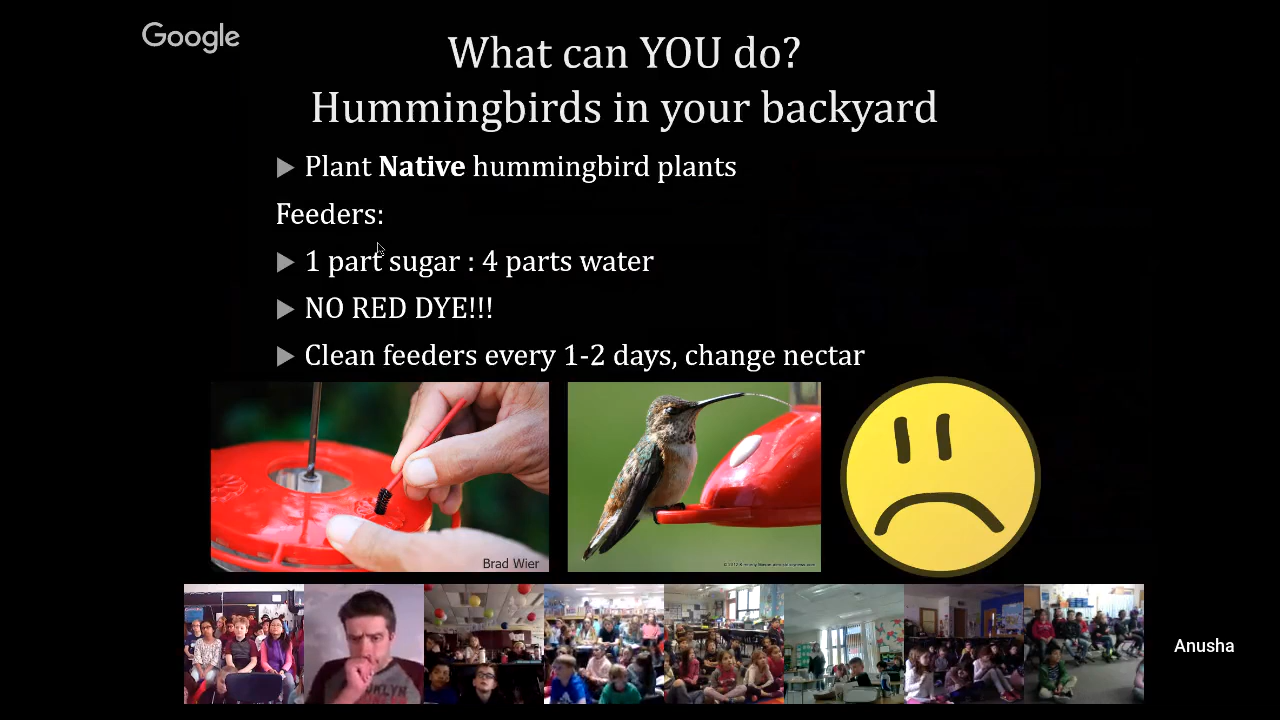 Google
What can YOU do?
Hummingbirds in your backyard
Plant Native hummingbird plants
Feeders:
1 part sugar : 4 parts water
NO RED DYE!!!
Clean feeders every 1-2 days, change nectar
Brad Wier
Anusha